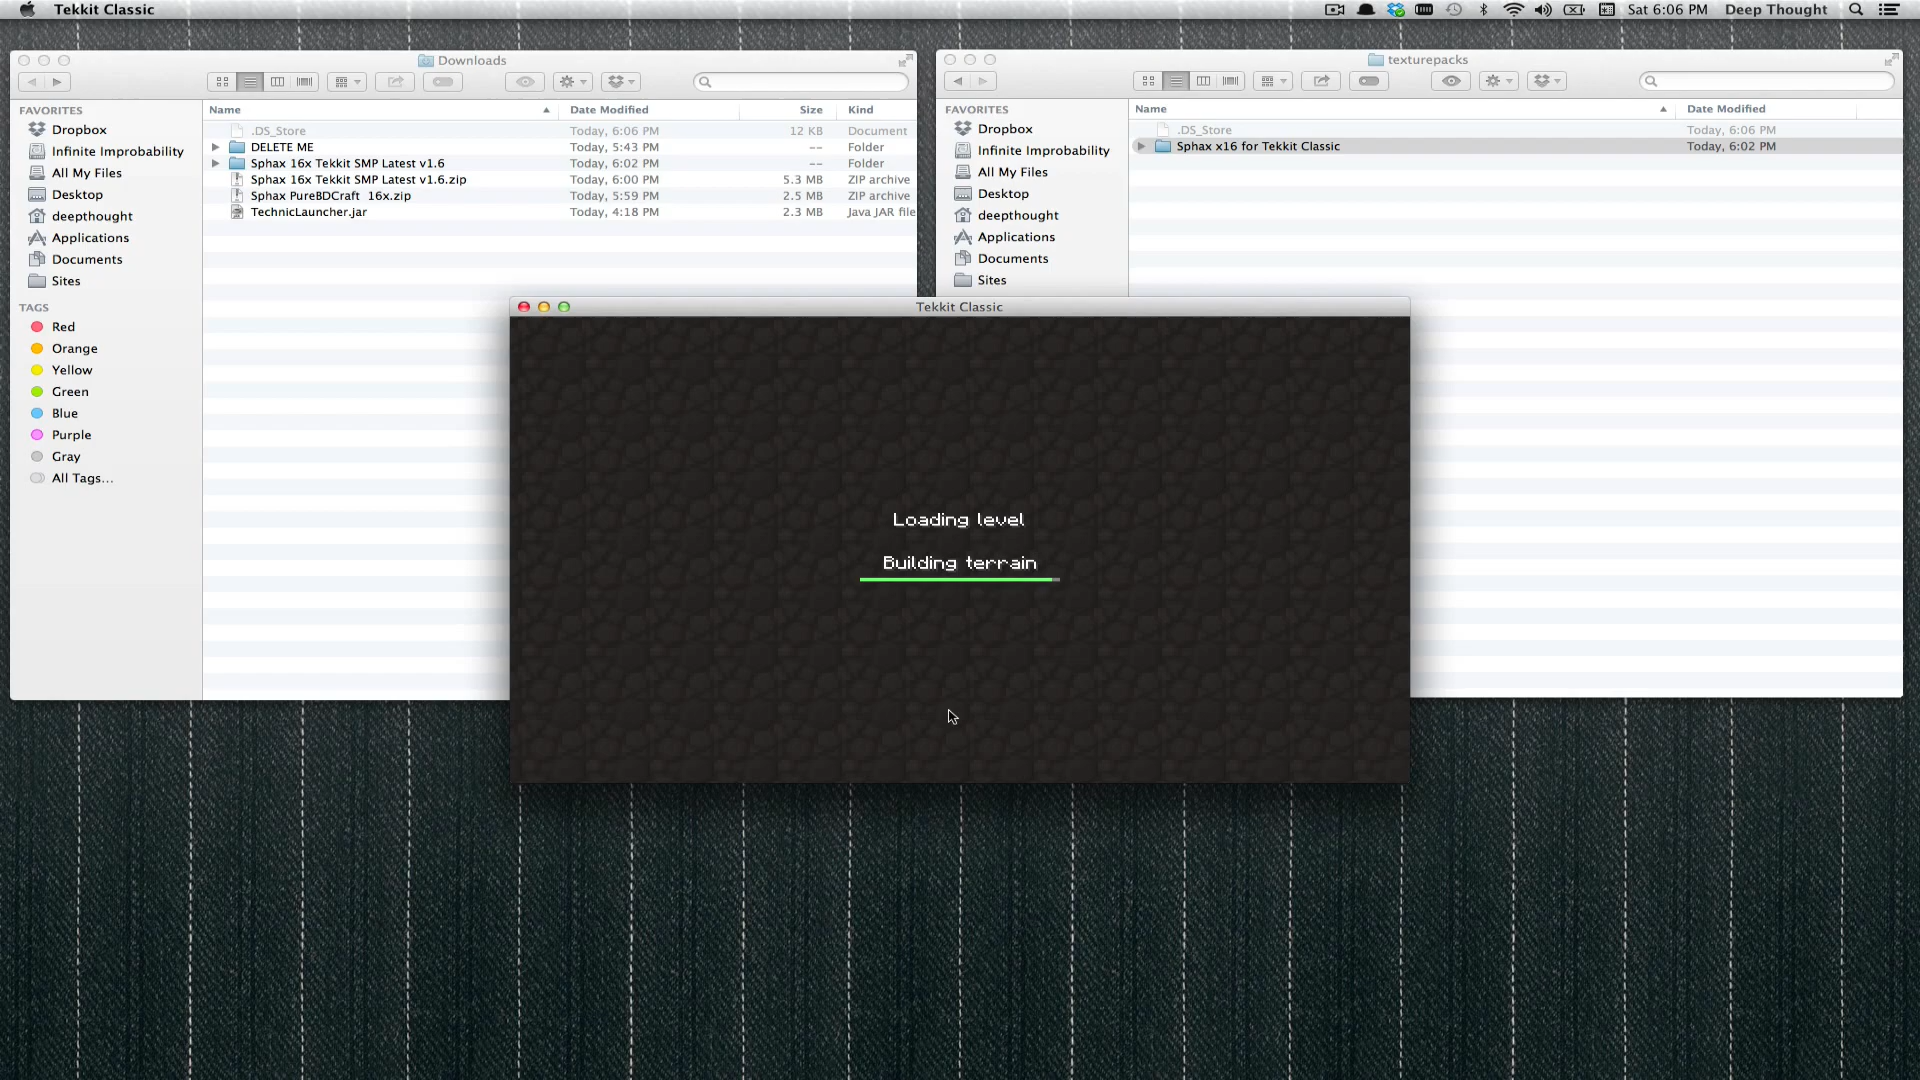 Tekkit Classic
Sat 6:06 PM Deep Thought
Downloads
FAVORITES
Dropbox
Infinite Improbability
All My Files
Desktop
deepthought
Applications
Documents
Sites
TAGS
Red
Orange
Yellow
Green
Blue
Purple
Gray
All Tags...
Name Date Modified Size Kind
.DS_Store Today, 6:06 PM 12 KB Document
DELETE ME Today, 5:43 PM -- Folder
Sphax 16x Tekkit SMP Latest v1.6 Today, 6:02 PM -- Folder
Sphax 16x Tekkit SMP Latest v1.6.zip Today, 6:00 PM 5.3 MB ZIP archive
Sphax PureBDCraft 16x.zip Today, 5:59 PM 2.5 MB ZIP archive
TechnicLauncher.jar Today, 4:18 PM 2.3 MB Java JAR file
texturepacks
FAVORITES
Dropbox
Infinite Improbability
All My Files
Desktop
deepthought
Applications
Documents
Sites
Name Date Modified
.DS_Store Today, 6:06 PM
Sphax x16 for Tekkit Classic Today, 6:02 PM
Tekkit Classic
Loading level
Building terrain